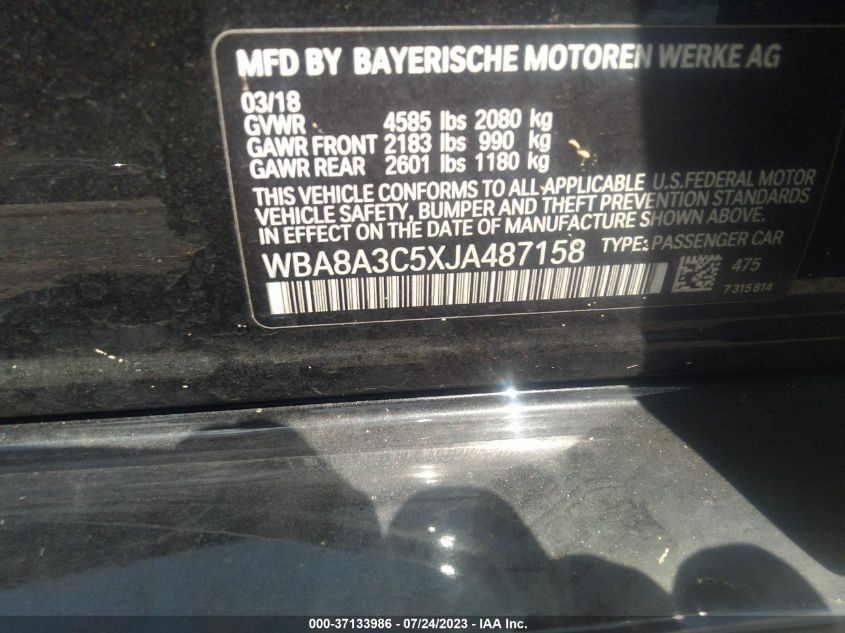 MFD BY BAYERISCHE MOTOREN WERKE AG
03/18
GVWR 4585 lbs 2080 kg
GAWR FRONT 2183 lbs 990 kg
GAWR REAR 2601 lbs 1180 kg
THIS VEHICLE CONFORMS TO ALL APPLICABLE U.S.FEDERAL MOTOR
VEHICLE SAFETY, BUMPER AND THEFT PREVENTION STANDARDS
IN EFFECT ON THE DATE OF MANUFACTURE SHOWN ABOVE.
WBA8A3C5XJA487158 TYPE: PASSENGER CAR
475
7 315 814
000-37133986 - 07/24/2023 - IAA Inc.